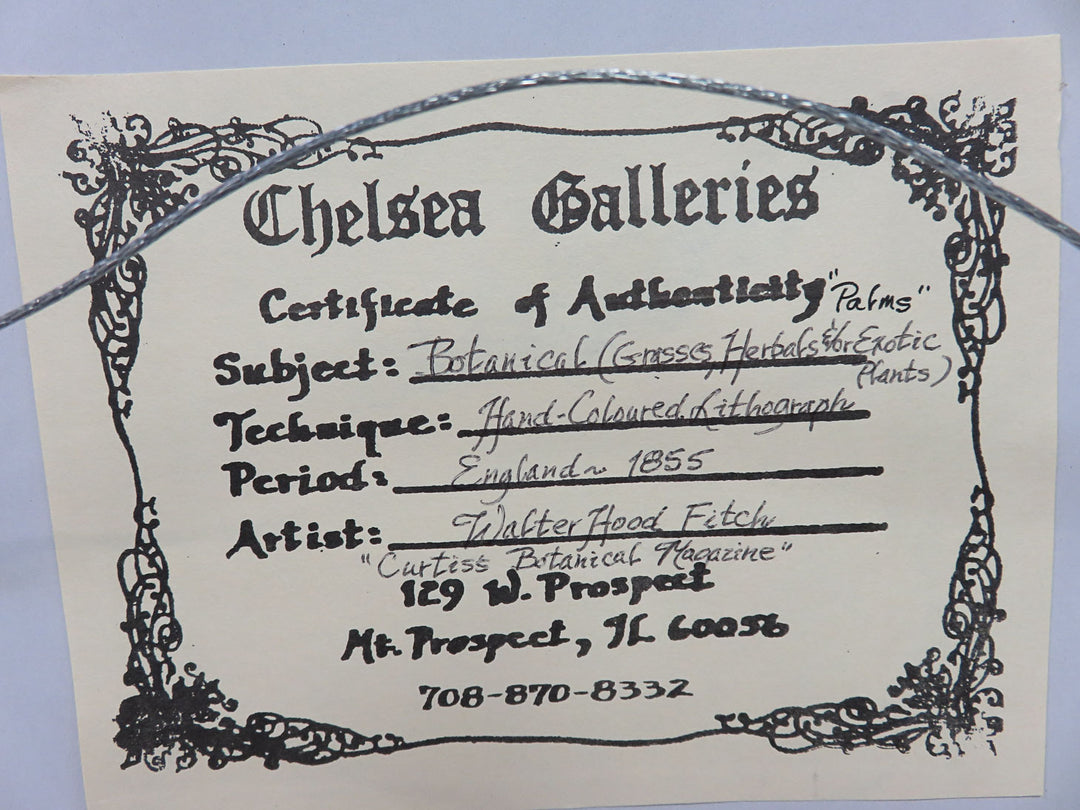 Chelsea Galleries
Certificate of Authenticity "Palms"
Subject: Botanical (Grasses, Herbals &/or Exotic
Plants)
Technique: Hand-Coloured Lithograph
Period: England ~ 1855
Artist: Walter Hood Fitch
"Curtiss Botanical Magazine"
129 W. Prospect
Mt. Prospect, IL 60056
708-870-8332